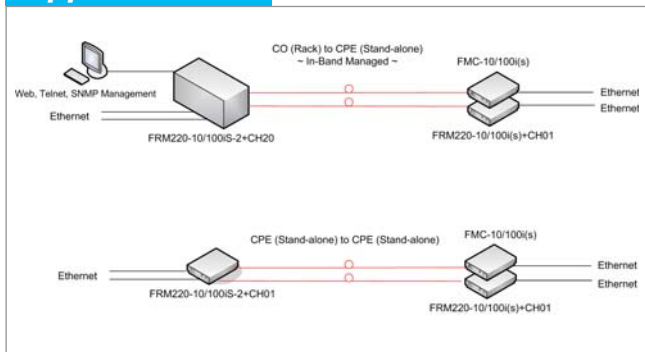 CO (Rack) to CPE (Stand-alone)
~ In-Band Managed ~
FMC-10/100i(s)
Web, Telnet, SNMP Management
Ethernet
Ethernet
Ethernet
FRM220-10/100iS-2+CH20
FRM220-10/100i(s)+CH01
CPE (Stand-alone) to CPE (Stand-alone)
FMC-10/100i(s)
Ethernet
Ethernet
Ethernet
FRM220-10/100iS-2+CH01
FRM220-10/100i(s)+CH01